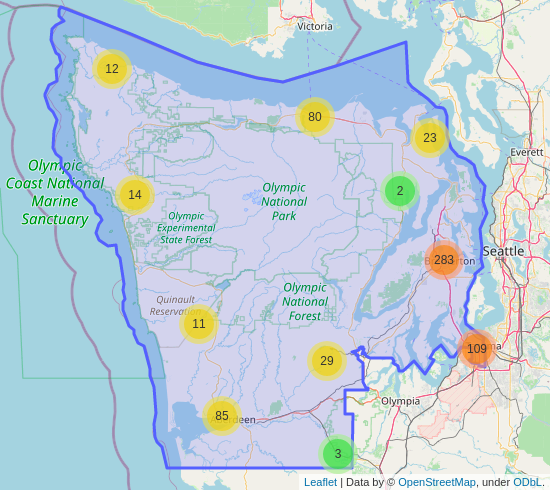 Victoria
12
80
23
Everett
Olympic
Coast National
Marine
Sanctuary
14
Olympic
National
Park
2
Olympic
Experimental
State Forest
283
Seattle
Quinault
11
Olympic
National
Forest
109
29
85
Olympia
3
Leaflet | Data by © OpenStreetMap, under ODbL.